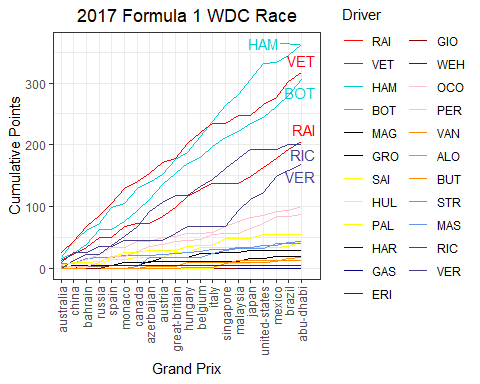 2017 Formula 1 WDC Race
Driver
RAI
VET
HAM
BOT
MAG
GRO
SAI
HUL
PAL
HAR
GAS
ERI
GIO
WEH
OCO
PER
VAN
ALO
BUT
STR
MAS
RIC
VER
HAM
VET
BOT
RAI
RIC
VER
Cumulative Points
300
200
100
0
australia
china
bahrain
russia
spain
monaco
canada
azerbaijan
austria
great-britain
hungary
belgium
italy
singapore
malaysia
japan
united-states
mexico
brazil
abu-dhabi
Grand Prix